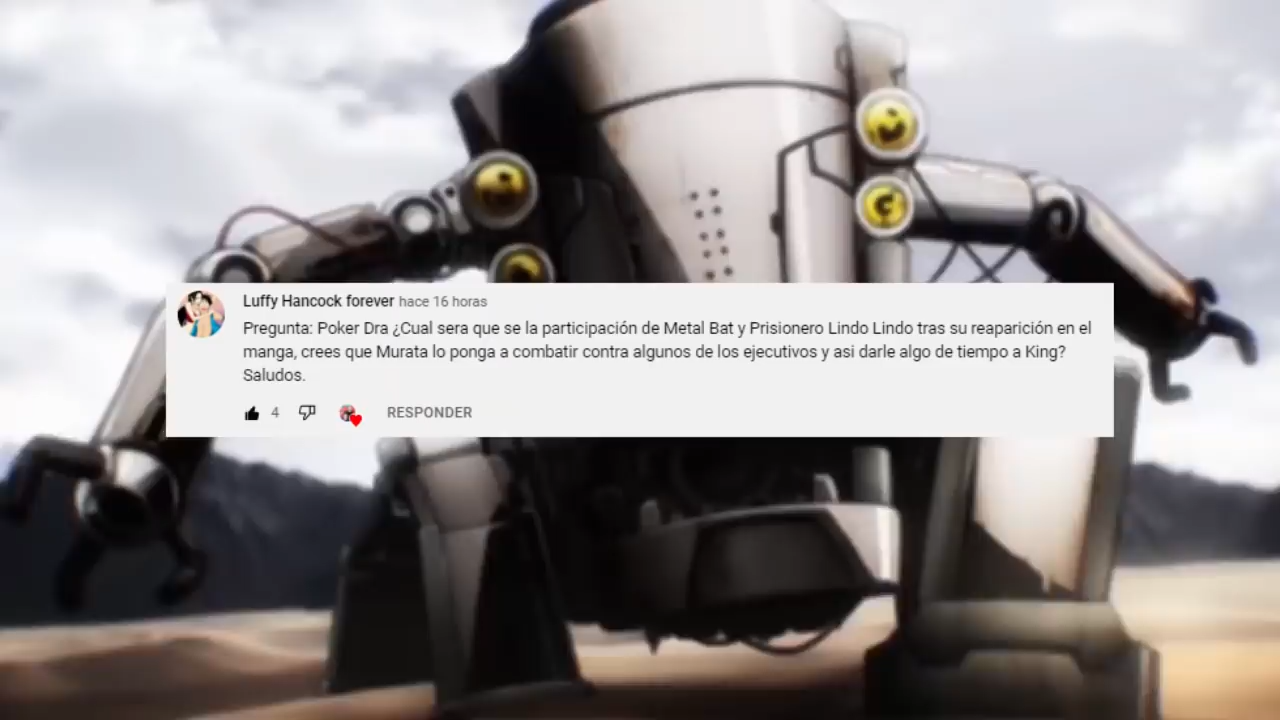 Luffy Hancock forever hace 16 horas
Pregunta: Poker Dra ¿Cual sera que se la participación de Metal Bat y Prisionero Lindo Lindo tras su reaparición en el
manga, crees que Murata lo ponga a combatir contra algunos de los ejecutivos y asi darle algo de tiempo a King?
Saludos.
4 RESPONDER